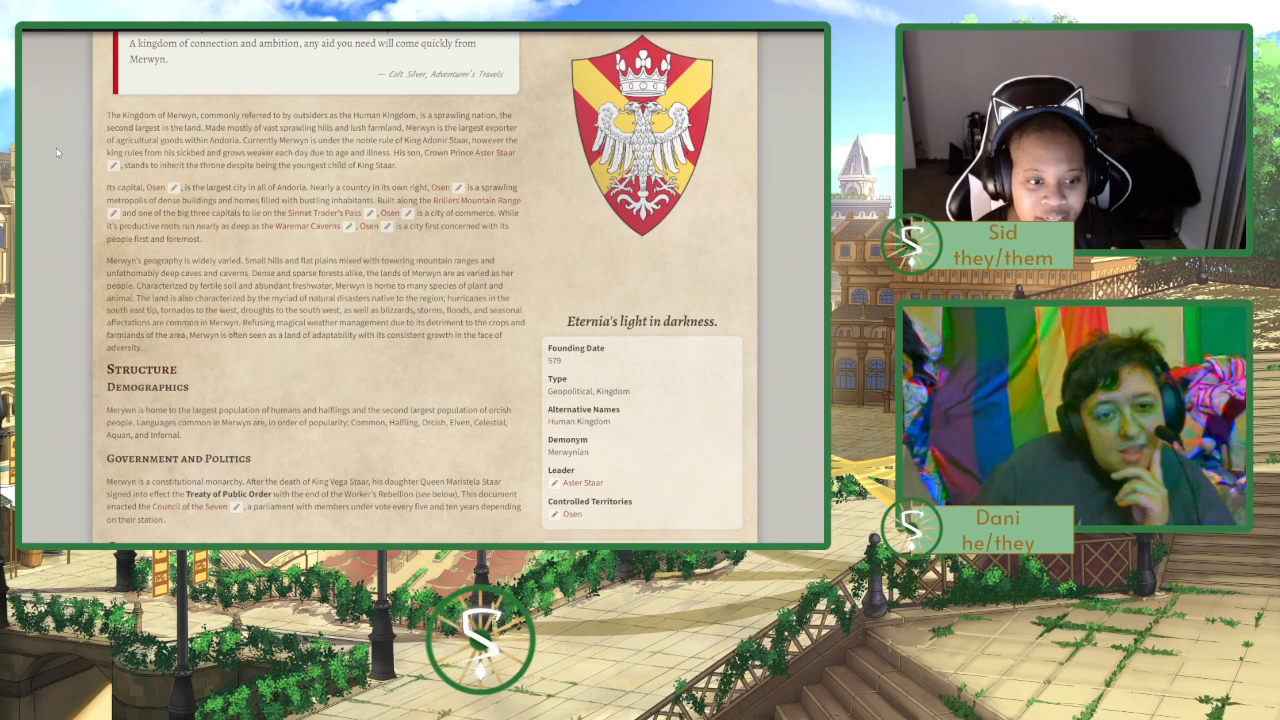 A kingdom of connection and ambition, any aid you need will come quickly from
Merwyn.
— Colt Silver, Adventurer's Travels
The Kingdom of Merwyn, commonly referred to by outsiders as the Human Kingdom, is a sprawling nation, the
second largest in the land. Made mostly of vast sprawling hills and lush farmland, Merwyn is the largest exporter
of agricultural goods within Andoria. Currently Merwyn is under the noble rule of King Adonir Staar, however the
king rules from his sickbed and grows weaker each day due to age and illness. His son, Crown Prince Aster Staar
, stands to inherit the throne despite being the youngest child of King Staar.
Its capital, Osen , is the largest city in all of Andoria. Nearly a country in its own right, Osen is a sprawling
metropolis of dense buildings and homes filled with bustling inhabitants. Built along the Briliers Mountain Range
and one of the big three capitals to lie on the Sinnet Trader's Pass , Osen is a city of commerce. While
it's productive roots run nearly as deep as the Waremar Caverns , Osen is a city first concerned with its
people first and foremost.
Merwyn's geography is widely varied. Small hills and flat plains mixed with towering mountain ranges and
unfathomably deep caves and caverns. Dense and sparse forests alike, the lands of Merwyn are as varied as her
people. Characterized by fertile soil and abundant freshwater, Merwyn is home to many species of plant and
animal. The land is also characterized by the myriad of natural disasters native to the region; hurricines in the
south east tip, tornados to the west, droughts to the south west, as well as blizzards, storms, floods, and seasonal
affectations are common in Merwyn. Refusing magical weather management due to its detriment to the crops and
farmlands of the area, Merwyn is often seen as a land of adaptability with its consistent growth in the face of
adversity.
STRUCTURE
DEMOGRAPHICS
Merwyn is home to the largest population of humans and halflings and the second largest population of orcish
people. Languages common in Merwyn are, in order of popularity; Common, Halfling, Orcish, Elven, Celestial,
Aquan, and Infernal.
GOVERNMENT AND POLITICS
Merwyn is a constitutional monarchy. After the death of King Vega Staar, his daughter Queen Maristela Staar
signed into effect the Treaty of Public Order with the end of the Worker's Rebellion (see below). This document
enacted the Council of the Seven , a parliament with members under vote every five and ten years depending
on their station.
Eternia's light in darkness.
Founding Date
579
Type
Geopolitical, Kingdom
Alternative Names
Human Kingdom
Demonym
Merwynian
Leader
Aster Staar
Controlled Territories
Osen
Sid
they/them
Dani
he/they